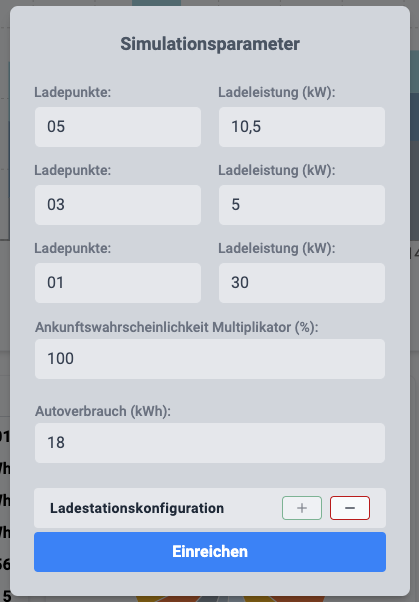 Simulationsparameter
Ladepunkte: Ladeleistung (kW):
05 10,5
Ladepunkte: Ladeleistung (kW):
03 5
Ladepunkte: Ladeleistung (kW):
01 30
Ankunftswahrscheinlichkeit Multiplikator (%):
100
Autoverbrauch (kWh):
18
Ladestationskonfiguration + −
Einreichen